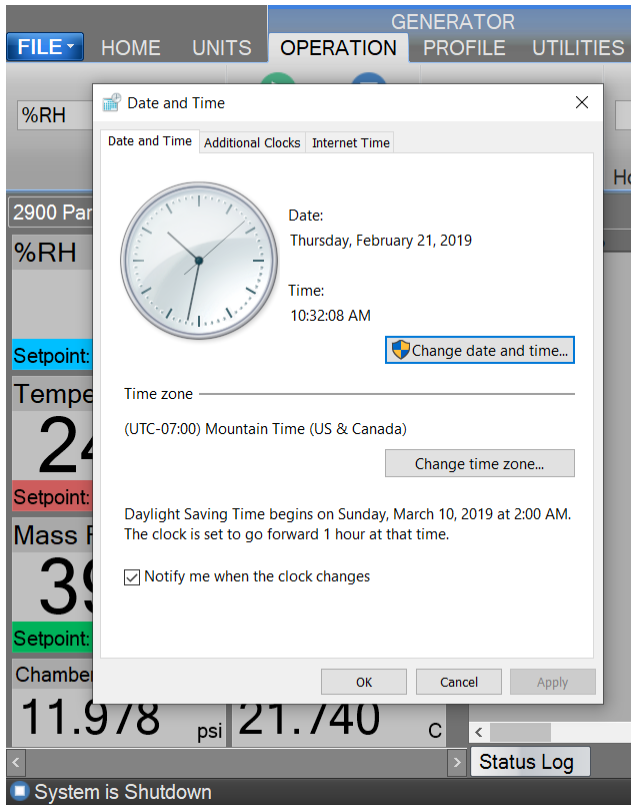 GENERATOR
FILE HOME UNITS OPERATION PROFILE UTILITIES
%RH
Date and Time
Date and Time Additional Clocks Internet Time
Date:
Thursday, February 21, 2019
Time:
10:32:08 AM
Change date and time...
Time zone
(UTC-07:00) Mountain Time (US & Canada)
Change time zone...
Daylight Saving Time begins on Sunday, March 10, 2019 at 2:00 AM.
The clock is set to go forward 1 hour at that time.
Notify me when the clock changes
OK Cancel Apply
2900
%RH
Setpoint:
Setpoint:
Mass
Setpoint:
11.978 psi 21.740 C
Status Log
System is Shutdown